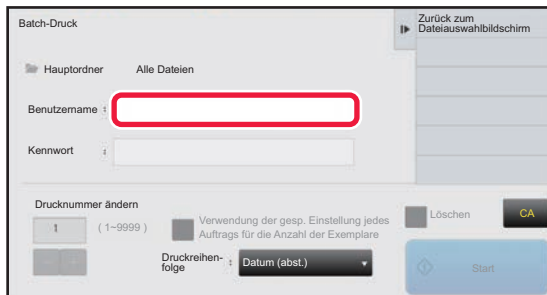 Batch-Druck
Zurück zum
Dateiauswahlbildschirm
Hauptordner Alle Dateien
Benutzername :
Kennwort :
Drucknummer ändern
1 ( 1~9999 )
Verwendung der gesp. Einstellung jedes
Auftrags für die Anzahl der Exemplare
Löschen
CA
Druckreihen-
folge : Datum (abst.)
Start